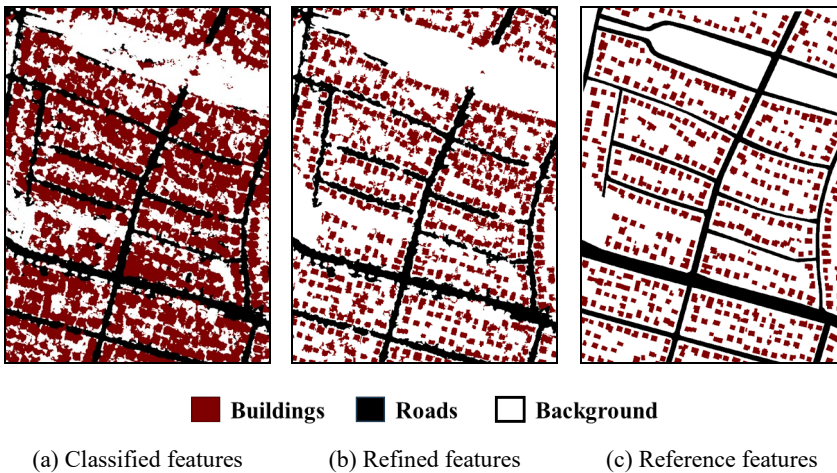 Buildings Roads Background
(a) Classified features (b) Refined features (c) Reference features